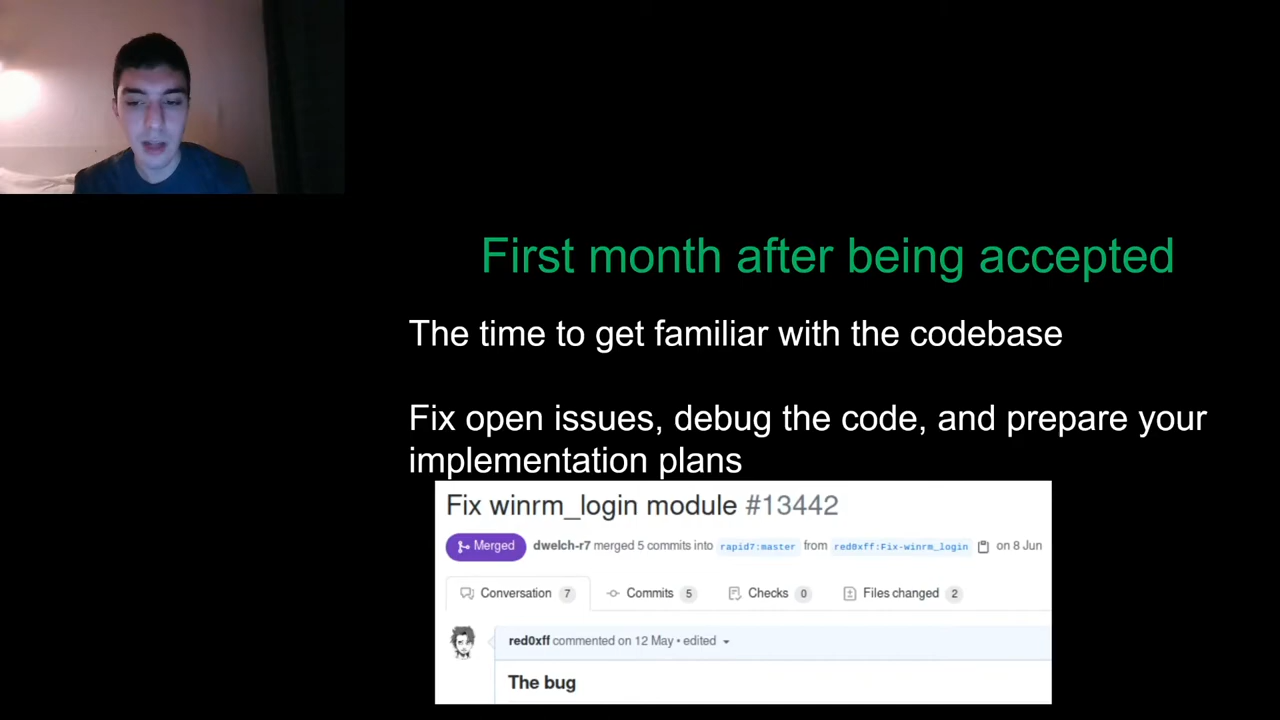 First month after being accepted
The time to get familiar with the codebase
Fix open issues, debug the code, and prepare your
implementation plans
Fix winrm_login module #13442
Merged dwelch-r7 merged 5 commits into rapid7:master from red0xff:Fix-winrm_login on 8 Jun
Conversation 7 Commits 5 Checks 0 Files changed 2
red0xff commented on 12 May • edited
The bug